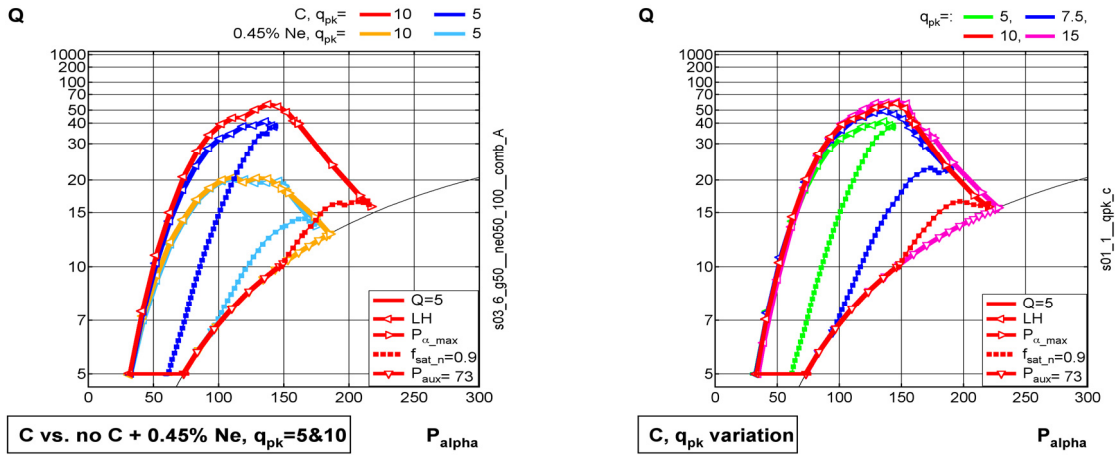 Q
C, q_pk= 10 5
0.45% Ne, q_pk= 10 5
1000
200
100
70
50
40
30
20
15
10
7
5
0 50 100 150 200 250 300
Q=5
LH
P_α_max
f_sat_n=0.9
P_aux= 73
s03_6_g50__ne050_100__comb_A
C vs. no C + 0.45% Ne, q_pk=5&10
P_alpha
Q
q_pk=: 5, 7.5,
10, 15
1000
200
100
70
50
40
30
20
15
10
7
5
0 50 100 150 200 250 300
Q=5
LH
P_α_max
f_sat_n=0.9
P_aux= 73
s01_1__qpk_c
C, q_pk variation
P_alpha